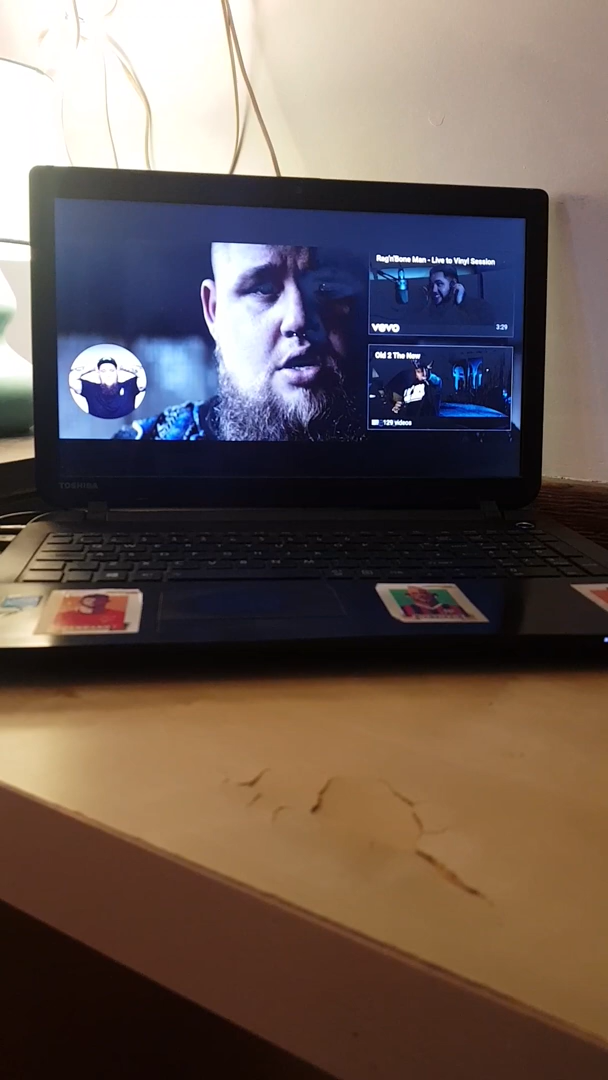 Rag'n'Bone Man - Live to Vinyl Session
vevo
3:29
Old 2 The New
129 videos
TOSHIBA